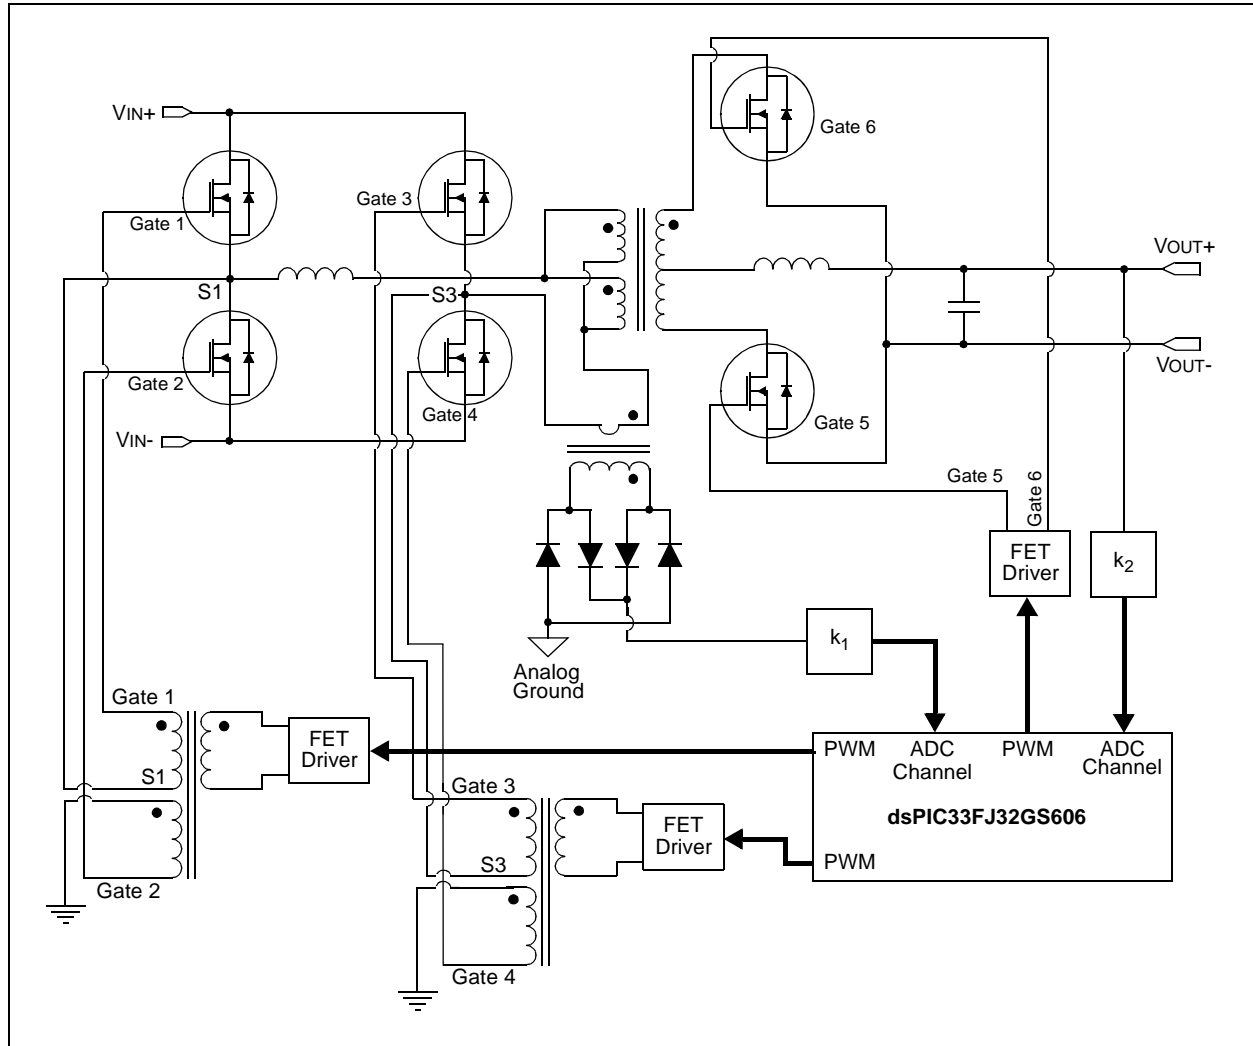 VIN+
Gate 1
Gate 3
Gate 6
S1
S3
VOUT+
Gate 2
Gate 4
VOUT-
VIN-
Gate 5
Gate 5
Gate 6
FET
Driver
k2
k1
Analog
Ground
Gate 1
S1
Gate 2
FET
Driver
Gate 3
S3
Gate 4
FET
Driver
PWM
ADC
Channel
PWM
ADC
Channel
dsPIC33FJ32GS606
PWM